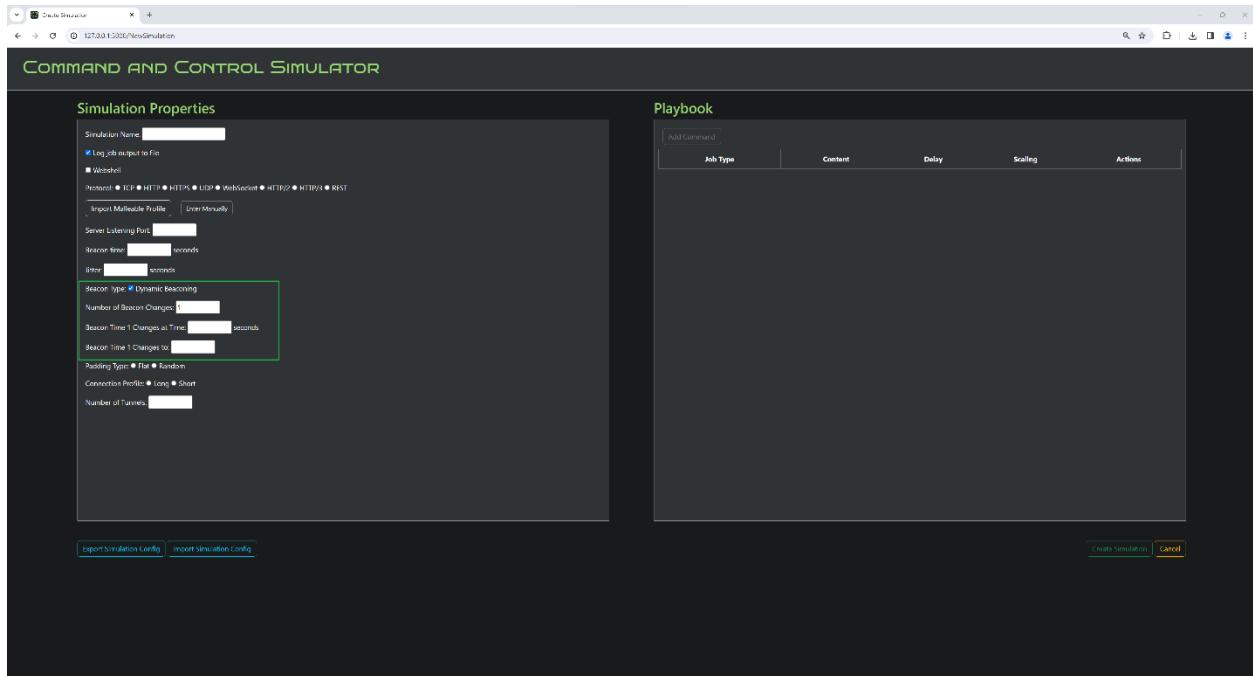 Create Simulation
127.0.0.1:5000/NewSimulation
Command and Control Simulator
Simulation Properties
Simulation Name:
Log job output to file
Webshell
Protocol: TCP HTTP HTTPS UDP WebSocket HTTP/2 HTTP/3 REST
Import Malleable Profile Enter Manually
Server Listening Port:
Beacon time: seconds
Jitter: seconds
Beacon Type: Dynamic Beaconing
Number of Beacon Changes: 1
Beacon Time 1 Changes at Time: seconds
Beacon Time 1 Changes to:
Padding Type: Flat Random
Connection Profile: Long Short
Number of Tunnels:
Export Simulation Config Import Simulation Config
Playbook
Add Command
Job Type Content Delay Scaling Actions
Create Simulation Cancel